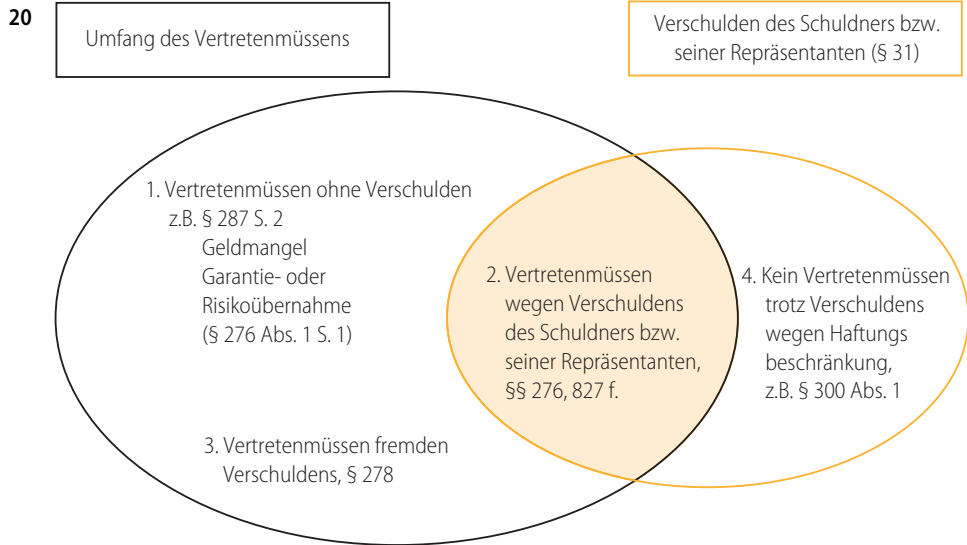 20
Umfang des Vertretenmüssens
Verschulden des Schuldners bzw.
seiner Repräsentanten (§ 31)
1. Vertretenmüssen ohne Verschulden
z.B. § 287 S. 2
Geldmangel
Garantie- oder
Risikoübernahme
(§ 276 Abs. 1 S. 1)
2. Vertretenmüssen
wegen Verschuldens
des Schuldners bzw.
seiner Repräsentanten,
§§ 276, 827 f.
4. Kein Vertretenmüssen
trotz Verschuldens
wegen Haftungs
beschränkung,
z.B. § 300 Abs. 1
3. Vertretenmüssen fremden
Verschuldens, § 278